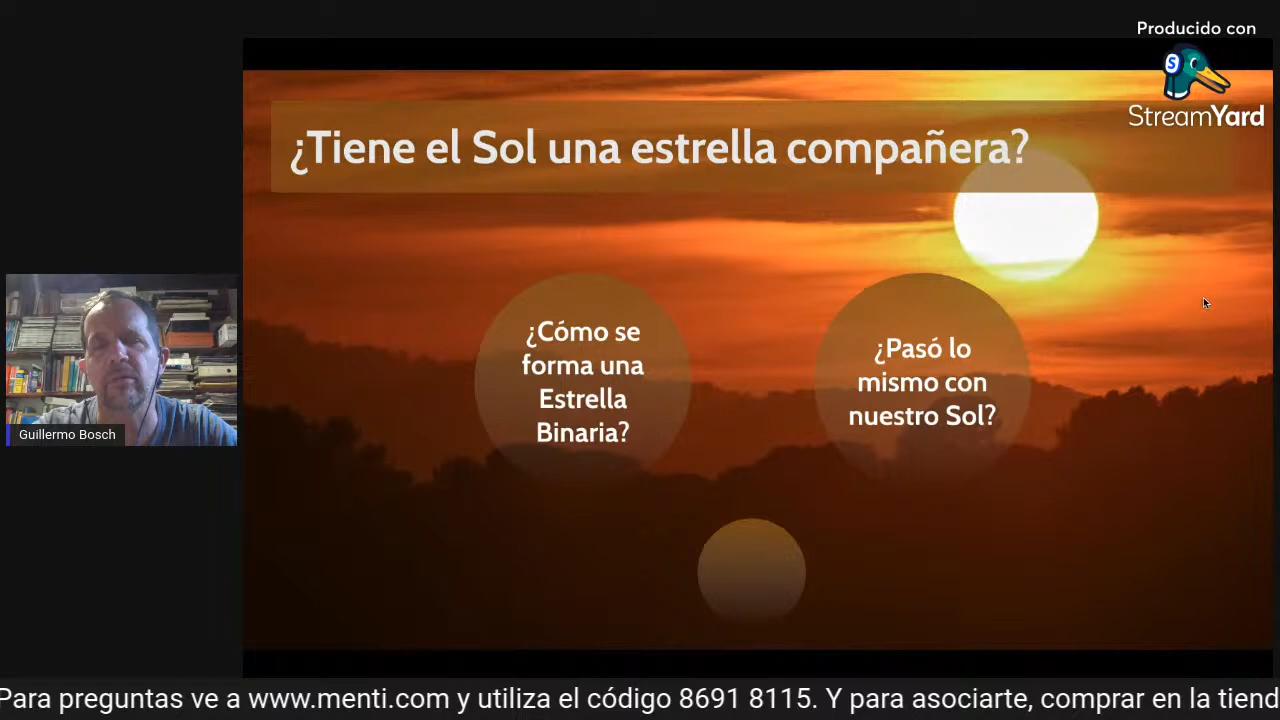 Producido con
StreamYard
¿Tiene el Sol una estrella compañera?
¿Cómo se
forma una
Estrella
Binaria?
¿Pasó lo
mismo con
nuestro Sol?
Guillermo Bosch
Para preguntas ve a www.menti.com y utiliza el código 8691 8115. Y para asociarte, comprar en la tiend